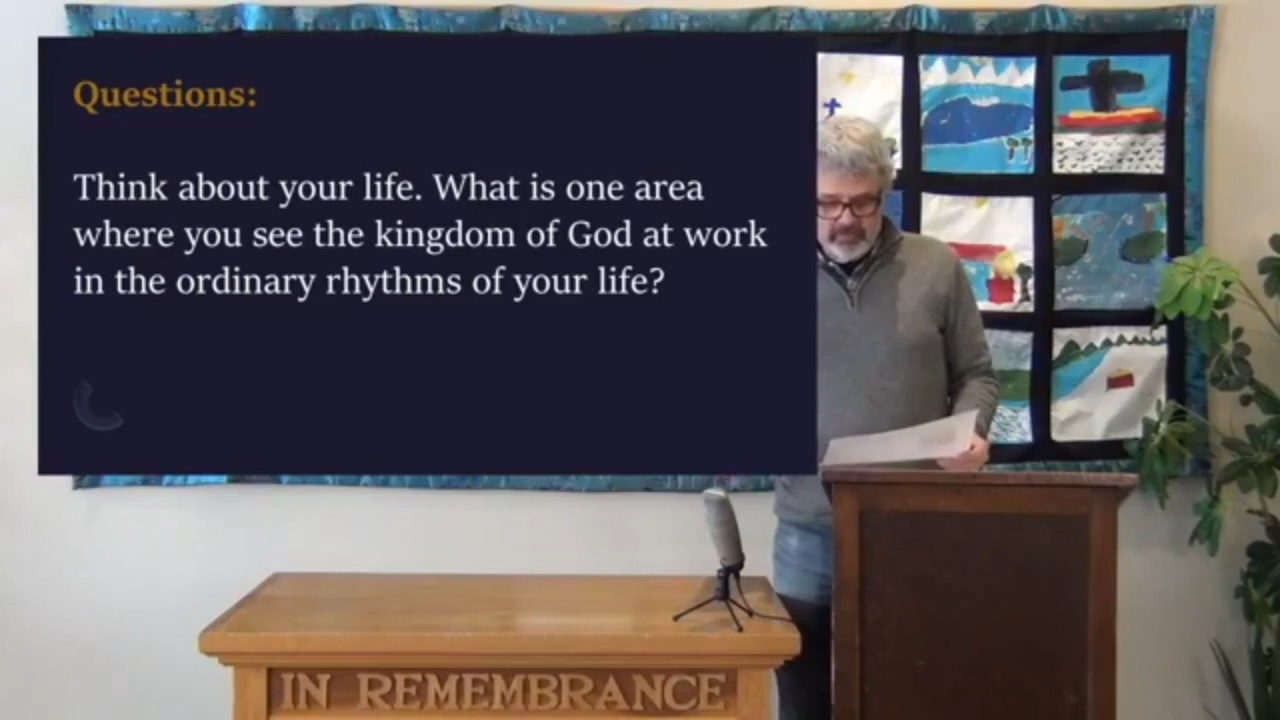 Questions:
Think about your life. What is one area
where you see the kingdom of God at work
in the ordinary rhythms of your life?
IN REMEMBRANCE